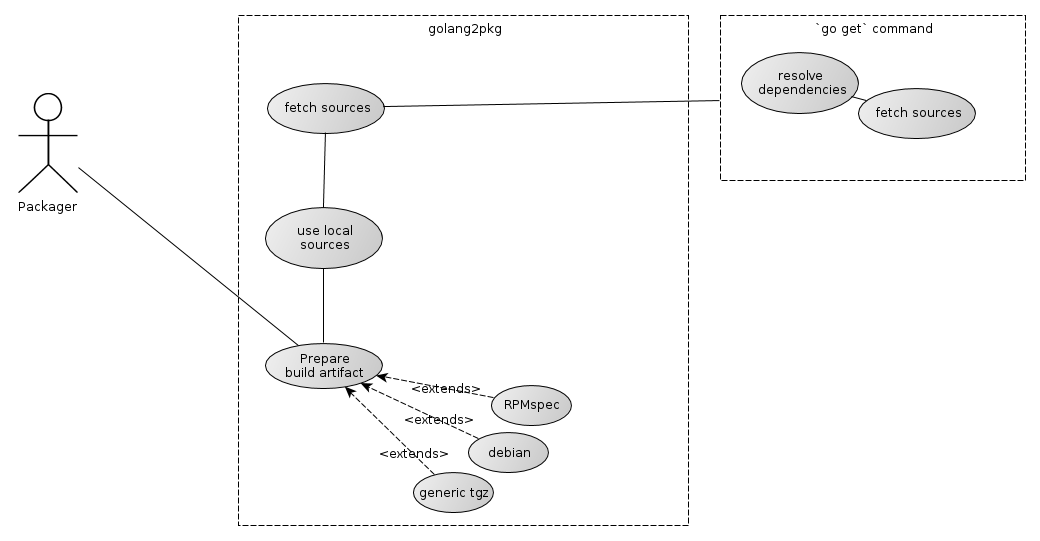 golang2pkg
`go get` command
resolve
dependencies
fetch sources
fetch sources
Packager
use local
sources
Prepare
build artifact
<extends>
RPMspec
<extends>
debian
<extends>
generic tgz